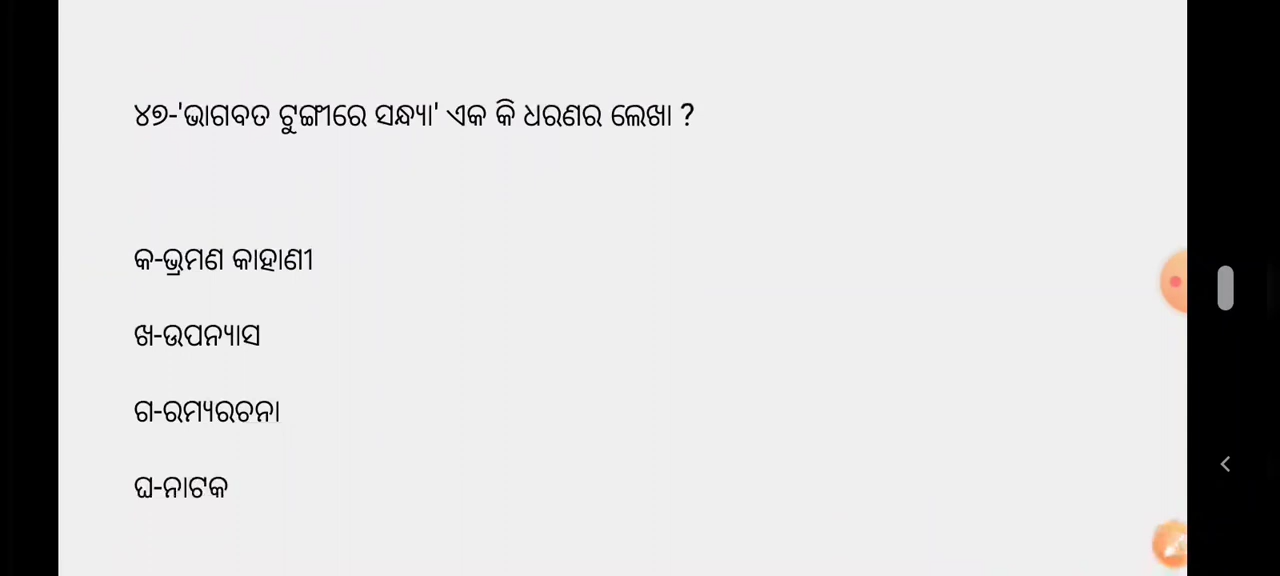 ୪୭-'ଭାଗବତ ଟୁଙ୍ଗୀରେ ସନ୍ଧ୍ୟା' ଏକ କି ଧରଣର ଲେଖା ?
କ-ଭ୍ରମଣ କାହାଣୀ
ଖ-ଉପନ୍ୟାସ
ଗ-ରମ୍ୟରଚନା
ଘ-ନାଟକ